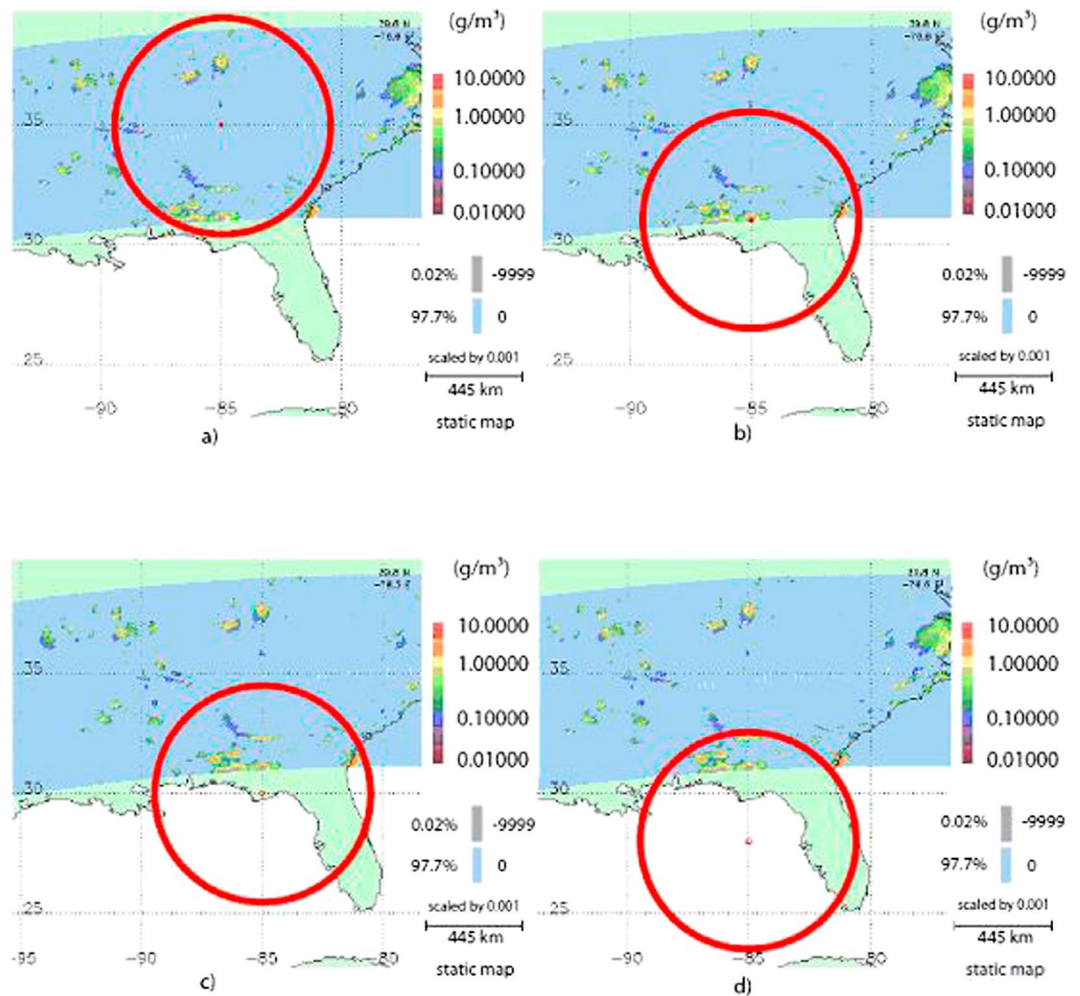 (g/m³)
10.0000
1.00000
0.10000
0.01000
35
30
25
0.02% -9999
97.7% 0
scaled by 0.001
445 km
static map
-90 -85 -80
a)
(g/m³)
10.0000
1.00000
0.10000
0.01000
35
30
25
0.02% -9999
97.7% 0
scaled by 0.001
445 km
static map
-90 -85 -80
b)
(g/m³)
10.0000
1.00000
0.10000
0.01000
35
30
25
0.02% -9999
97.7% 0
scaled by 0.001
445 km
static map
-95 -90 -85 -80
c)
(g/m³)
10.0000
1.00000
0.10000
0.01000
35
30
25
0.02% -9999
97.7% 0
scaled by 0.001
445 km
static map
-90 -85 -80
d)